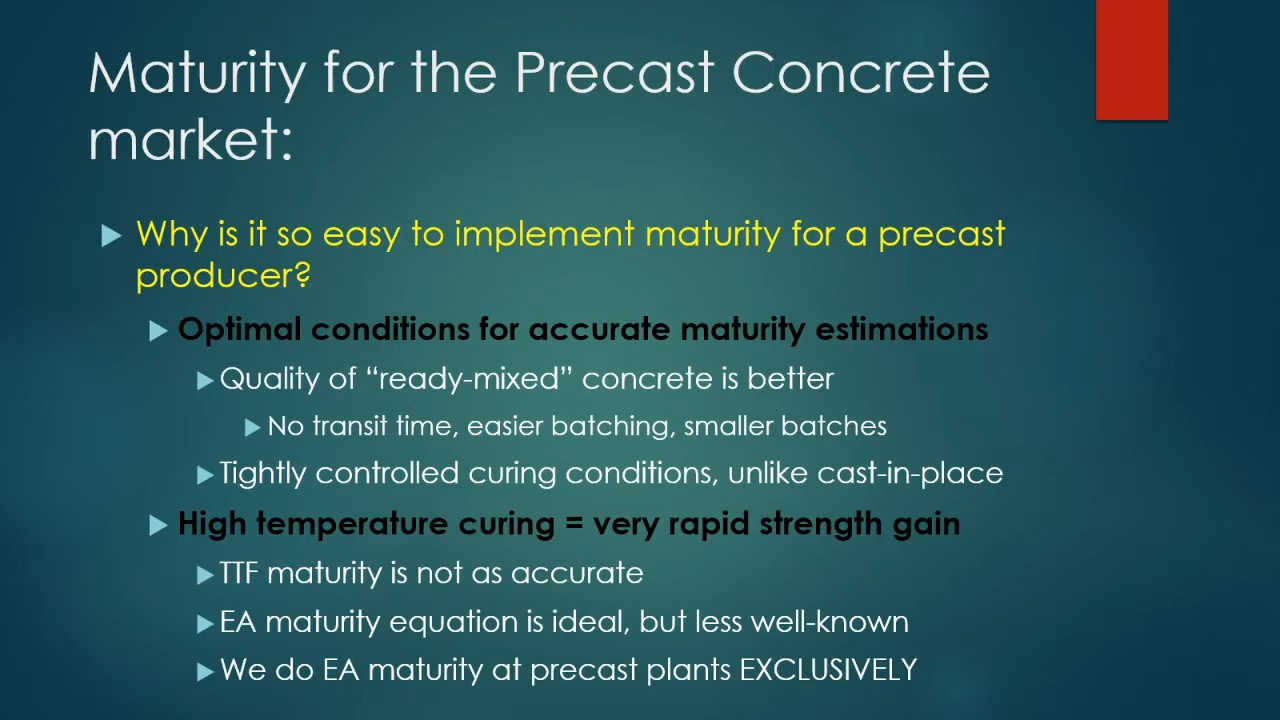 Maturity for the Precast Concrete
market:
Why is it so easy to implement maturity for a precast
producer?
Optimal conditions for accurate maturity estimations
Quality of “ready-mixed” concrete is better
No transit time, easier batching, smaller batches
Tightly controlled curing conditions, unlike cast-in-place
High temperature curing = very rapid strength gain
TTF maturity is not as accurate
EA maturity equation is ideal, but less well-known
We do EA maturity at precast plants EXCLUSIVELY